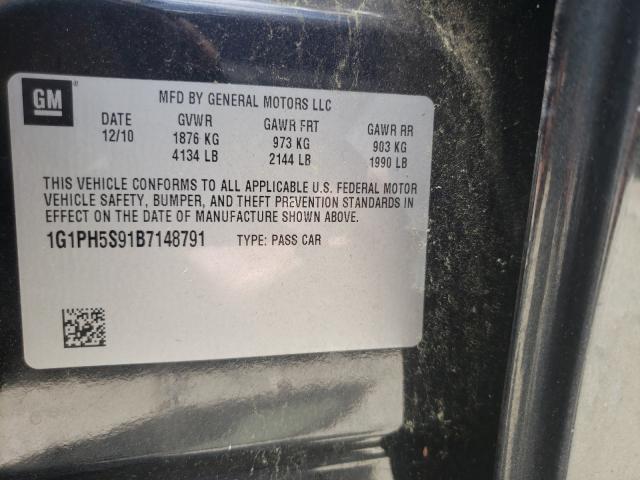 GM ®
MFD BY GENERAL MOTORS LLC
DATE GVWR GAWR FRT GAWR RR
12/10 1876 KG 973 KG 903 KG
4134 LB 2144 LB 1990 LB
THIS VEHICLE CONFORMS TO ALL APPLICABLE U.S. FEDERAL MOTOR
VEHICLE SAFETY, BUMPER, AND THEFT PREVENTION STANDARDS IN
EFFECT ON THE DATE OF MANUFACTURE SHOWN ABOVE.
1G1PH5S91B7148791 TYPE: PASS CAR